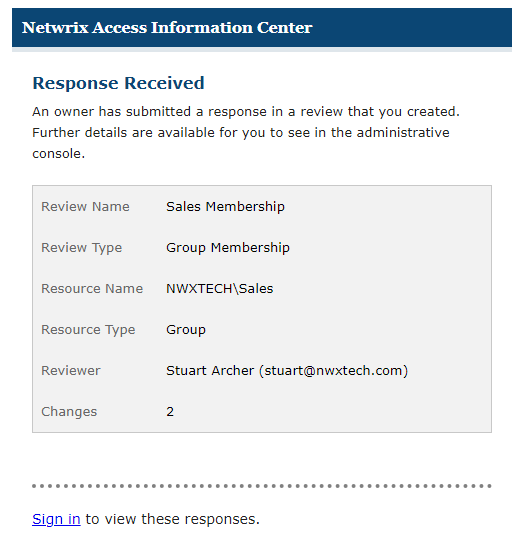 Netwrix Access Information Center
Response Received
An owner has submitted a response in a review that you created.
Further details are available for you to see in the administrative
console.
Review Name Sales Membership
Review Type Group Membership
Resource Name NWXTECH\Sales
Resource Type Group
Reviewer Stuart Archer (stuart@nwxtech.com)
Changes 2
Sign in to view these responses.